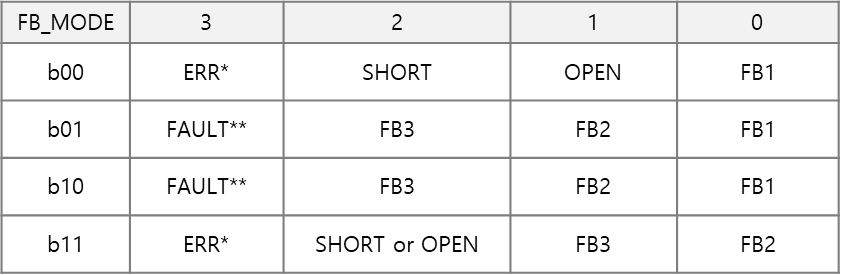 FB_MODE 3 2 1 0
b00 ERR* SHORT OPEN FB1
b01 FAULT** FB3 FB2 FB1
b10 FAULT** FB3 FB2 FB1
b11 ERR* SHORT or OPEN FB3 FB2